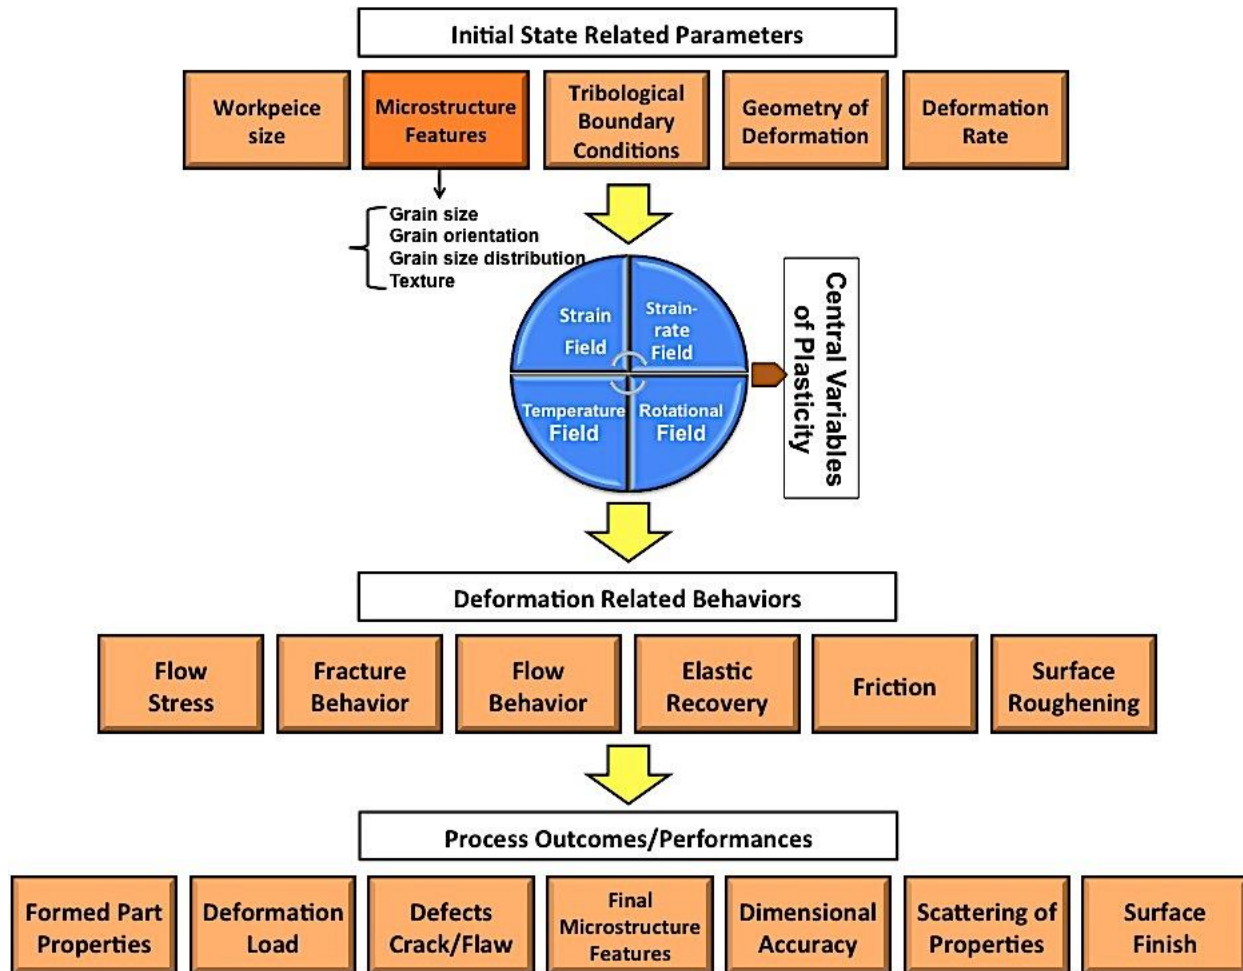 Initial State Related Parameters
Workpeice
size
Microstructure
Features
Tribological
Boundary
Conditions
Geometry of
Deformation
Deformation
Rate
Grain size
Grain orientation
Grain size distribution
Texture
Strain
Field
Strain-
rate
Field
Temperature
Field
Rotational
Field
Central Variables
of Plasticity
Deformation Related Behaviors
Flow
Stress
Fracture
Behavior
Flow
Behavior
Elastic
Recovery
Friction
Surface
Roughening
Process Outcomes/Performances
Formed Part
Properties
Deformation
Load
Defects
Crack/Flaw
Final
Microstructure
Features
Dimensional
Accuracy
Scattering of
Properties
Surface
Finish